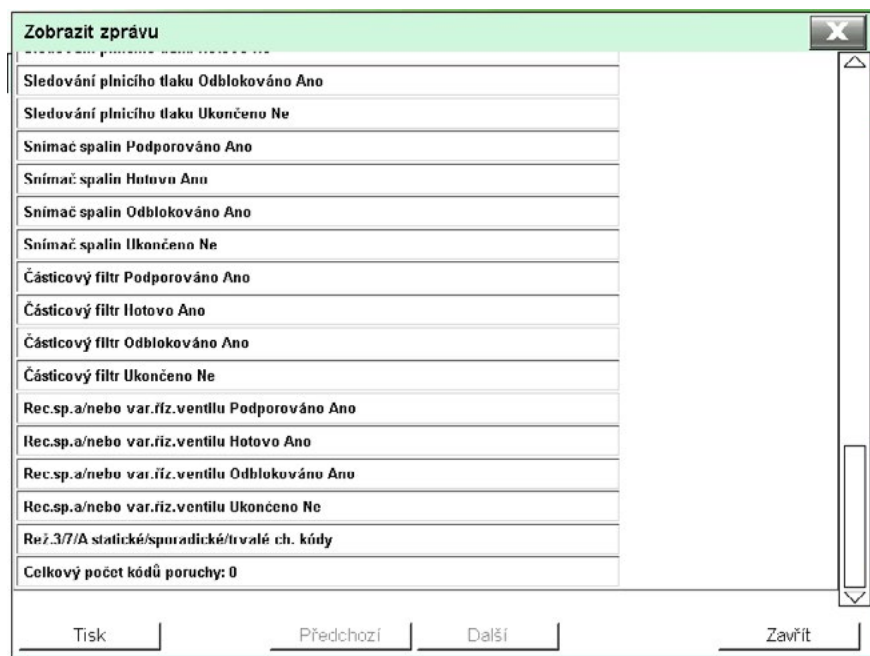 Zobrazit zprávu
Sledování plnicího tlaku Odblokováno Ano
Sledování plnicího tlaku Ukončeno Ne
Snímač spalin Podporováno Ano
Snímač spalin Hotovo Ano
Snímač spalin Odblokováno Ano
Snímač spalin Ukončeno Ne
Částicový filtr Podporováno Ano
Částicový filtr Hotovo Ano
Částicový filtr Odblokováno Ano
Částicový filtr Ukončeno Ne
Rec.sp.a/nebo var.říz.ventilu Podporováno Ano
Rec.sp.a/nebo var.říz.ventilu Hotovo Ano
Rec.sp.a/nebo var.říz.ventilu Odblokováno Ano
Rec.sp.a/nebo var.říz.ventilu Ukončeno Ne
Rež.3/7/A statické/sporadické/trvalé ch. kódy
Celkový počet kódů poruchy: 0
Tisk Předchozí Další Zavřít